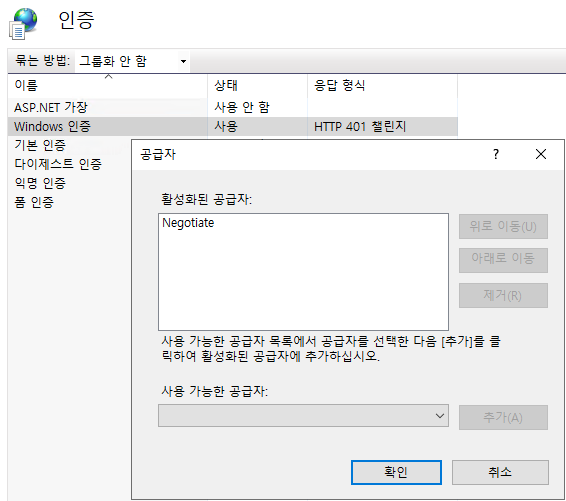 인증
묶는 방법: 그룹화 안 함
이름 상태 응답 형식
ASP.NET 가장 사용 안 함
Windows 인증 사용 HTTP 401 챌린지
기본 인증
다이제스트 인증
익명 인증
폼 인증
공급자 ?
활성화된 공급자:
Negotiate
위로 이동(U)
아래로 이동
제거(R)
사용 가능한 공급자 목록에서 공급자를 선택한 다음 [추가]를 클
릭하여 활성화된 공급자에 추가하십시오.
사용 가능한 공급자:
추가(A)
확인 취소